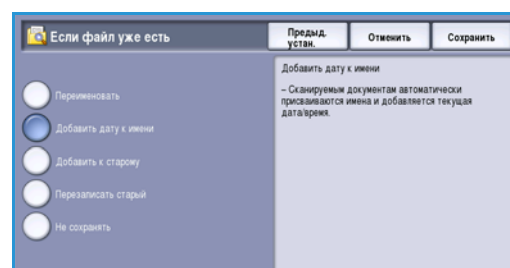 Если файл уже есть
Предыд.
устан.
Отменить
Сохранить
Переименовать
Добавить дату к имени
Добавить к старому
Перезаписать старый
Не сохранять
Добавить дату к имени
– Сканируемым документам автоматически
присваиваются имена и добавляется текущая
дата/время.